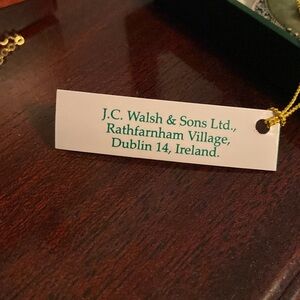 J.C. Walsh & Sons Ltd.,
Rathfarnham Village,
Dublin 14, Ireland.